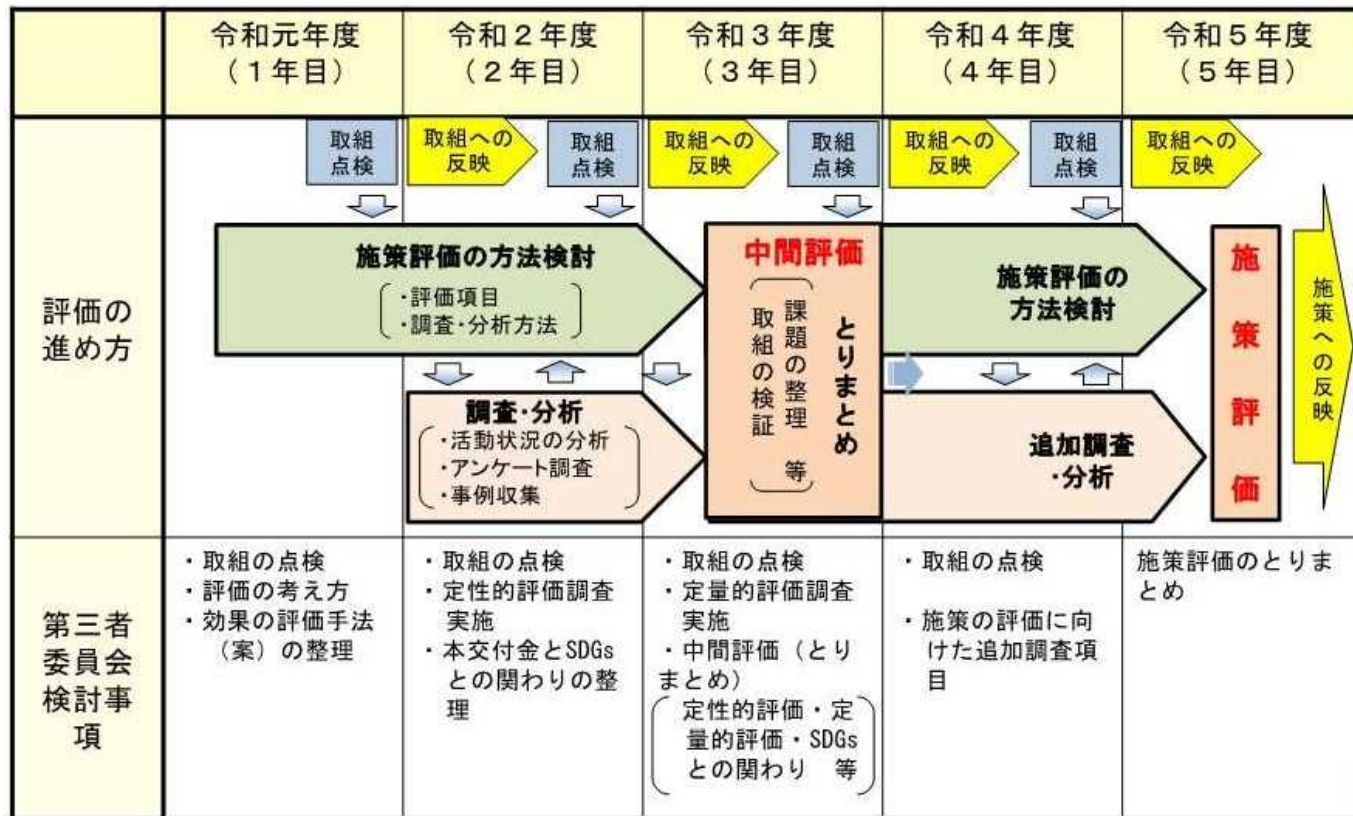 令和元年度
（１年目）
令和２年度
（２年目）
令和３年度
（３年目）
令和４年度
（４年目）
令和５年度
（５年目）
評価の
進め方
取組
点検
取組への
反映
取組
点検
取組への
反映
取組
点検
取組への
反映
取組
点検
取組への
反映
施策評価の方法検討
・評価項目
・調査・分析方法
調査・分析
・活動状況の分析
・アンケート調査
・事例収集
中間評価
とりまとめ
課題の整理　等
取組の検証
施策評価の
方法検討
追加調査
・分析
施策評価
施策への反映
第三者
委員会
検討事
項
・取組の点検
・評価の考え方
・効果の評価手法
（案）の整理
・取組の点検
・定性的評価調査
実施
・本交付金とSDGs
との関わりの整
理
・取組の点検
・定量的評価調査
実施
・中間評価（とり
まとめ）
定性的評価・定
量的評価・SDGs
との関わり　等
・取組の点検
・施策の評価に向
けた追加調査項
目
施策評価のとりま
とめ